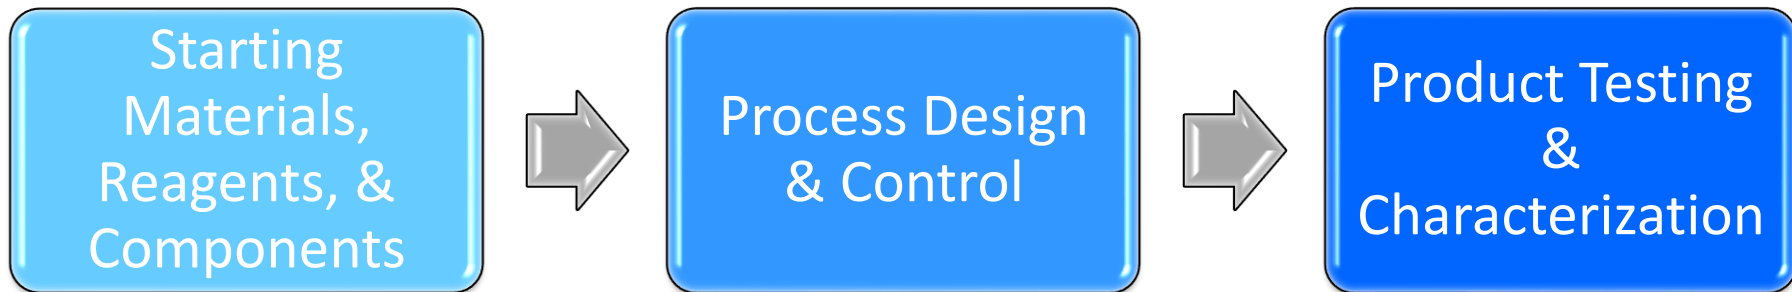 Starting
Materials,
Reagents, &
Components
Process Design
& Control
Product Testing
&
Characterization